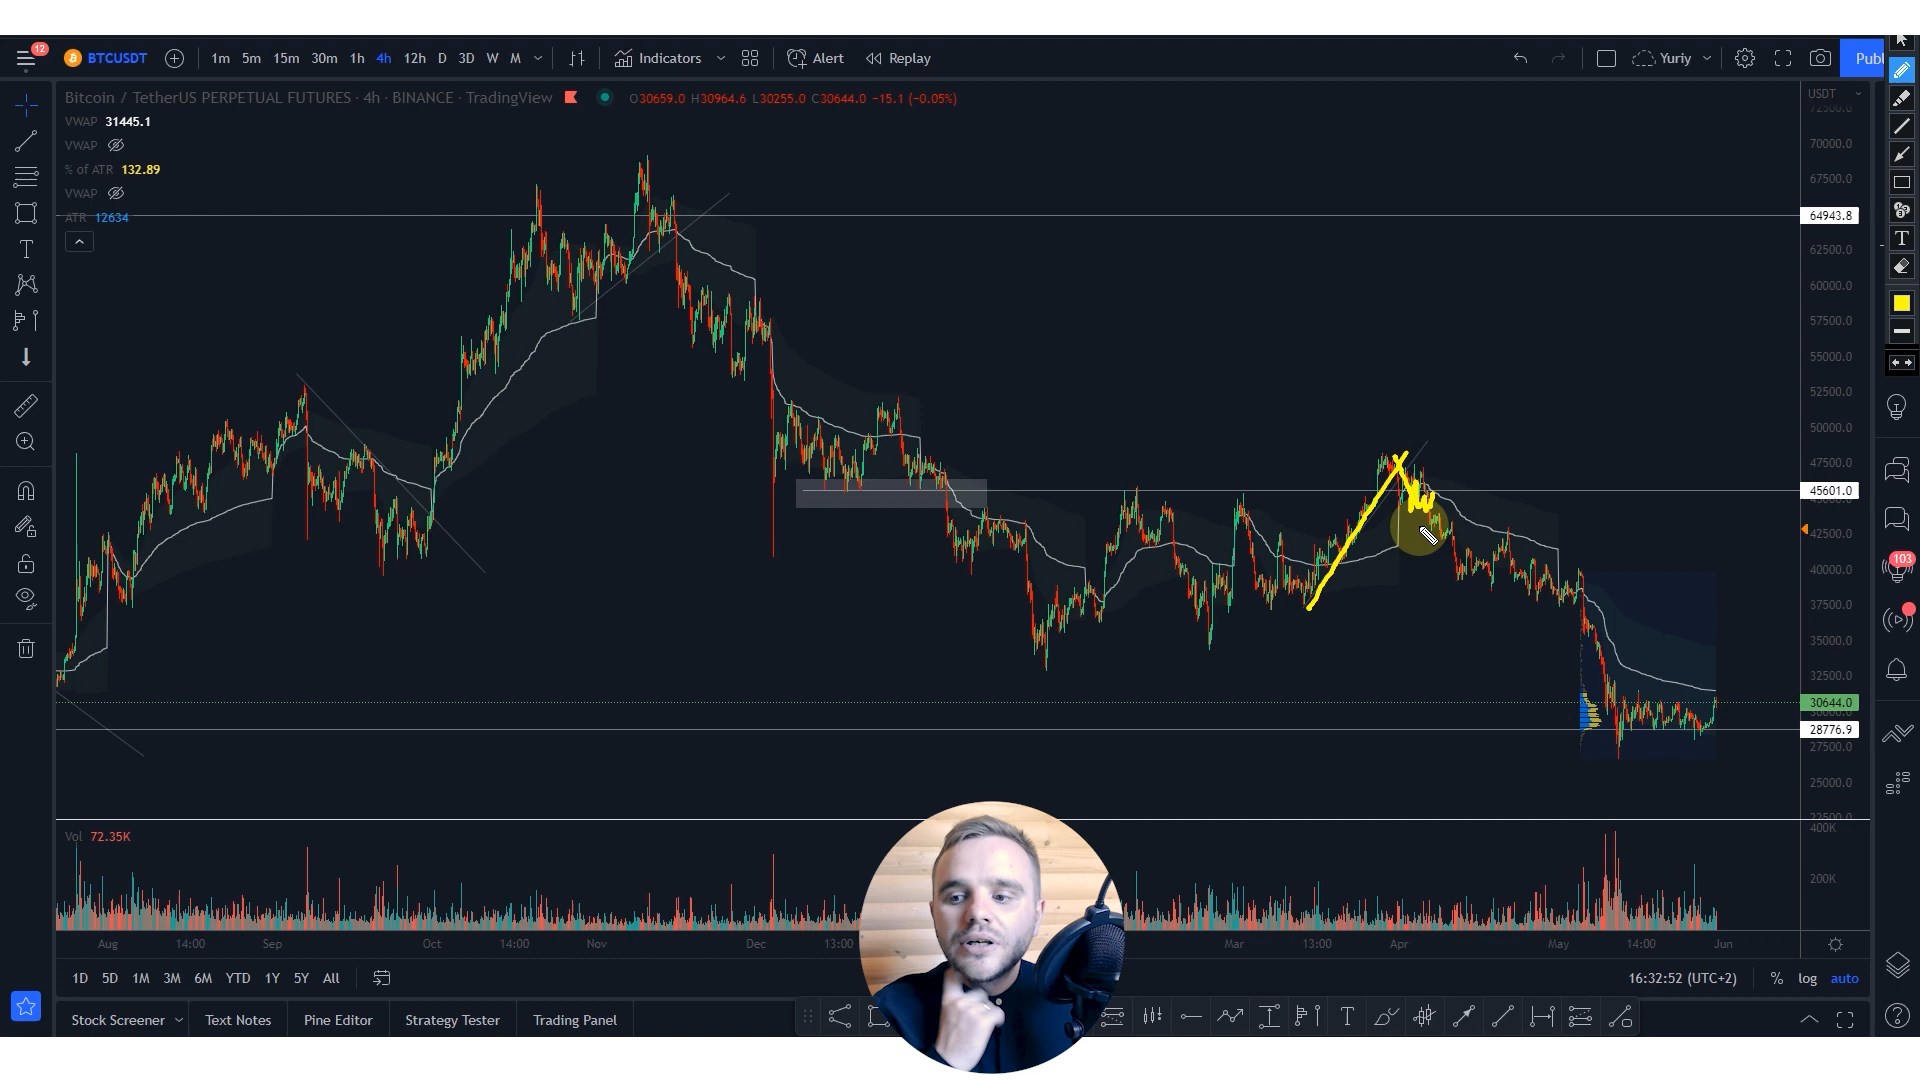 12
BTCUSDT 1m 5m 15m 30m 1h 4h 12h D 3D W M Indicators Alert Replay Yuriy Publ
Bitcoin / TetherUS PERPETUAL FUTURES · 4h · BINANCE · TradingView O30659.0 H30964.6 L30255.0 C30644.0 −15.1 (−0.05%)
USDT
VWAP 31445.1
VWAP
% of ATR 132.89
VWAP
ATR 12634
72500.0
70000.0
67500.0
64943.8
62500.0
60000.0
57500.0
55000.0
52500.0
50000.0
47500.0
45601.0
42500.0
40000.0
37500.0
35000.0
32500.0
30644.0
28776.9
27500.0
25000.0
22500.0
103
Vol 72.35K
400K
200K
Aug 14:00 Sep Oct 14:00 Nov Dec 13:00 Mar 13:00 Apr May 14:00 Jun
1D 5D 1M 3M 6M YTD 1Y 5Y All 16:32:52 (UTC+2) % log auto
Stock Screener Text Notes Pine Editor Strategy Tester Trading Panel